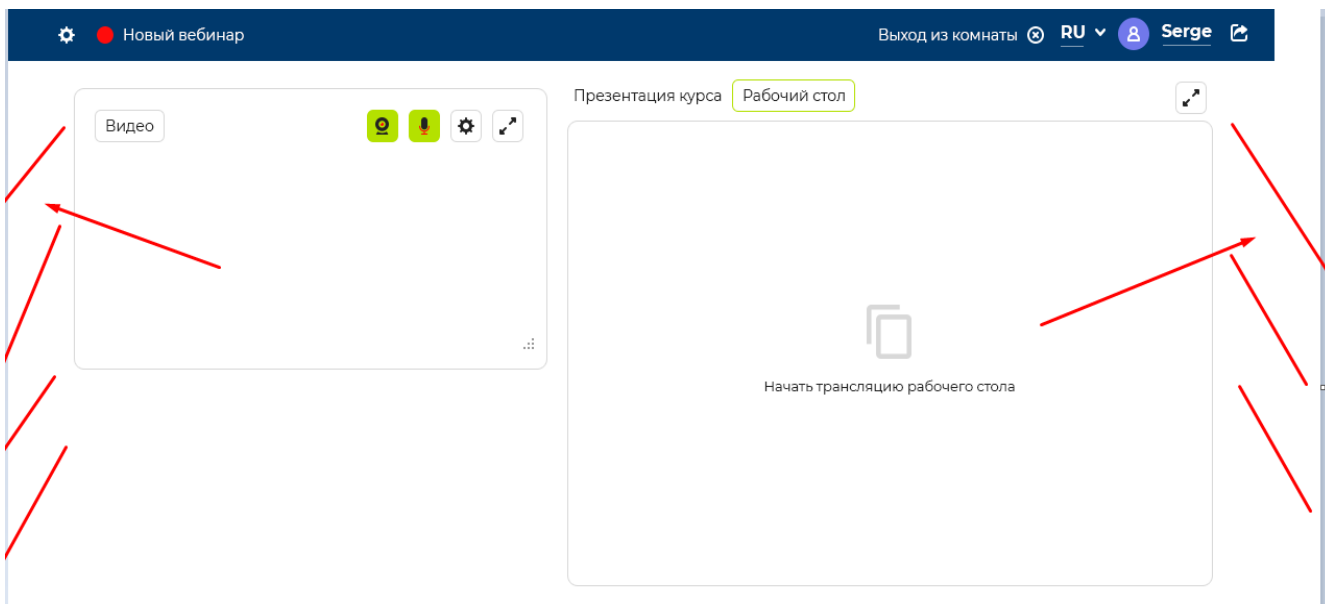 Новый вебинар
Выход из комнаты RU Serge
Видео
Презентация курса Рабочий стол
Начать трансляцию рабочего стола